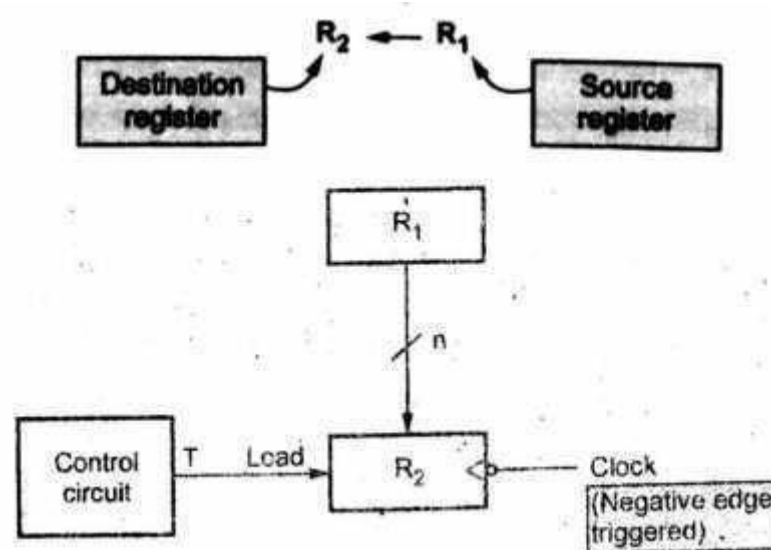 R₂ ← R₁
Destination
register
Source
register
R₁
n
Control
circuit
T
Load
R₂
Clock
(Negative edge
triggered)